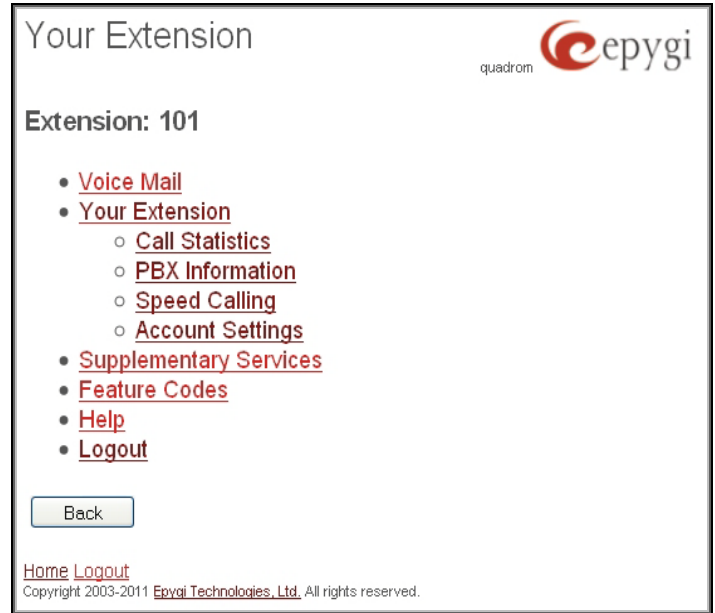 Your Extension
quadrom epygi
Extension: 101
Voice Mail
Your Extension
Call Statistics
PBX Information
Speed Calling
Account Settings
Supplementary Services
Feature Codes
Help
Logout
Back
Home Logout
Copyright 2003-2011 Epygi Technologies, Ltd. All rights reserved.